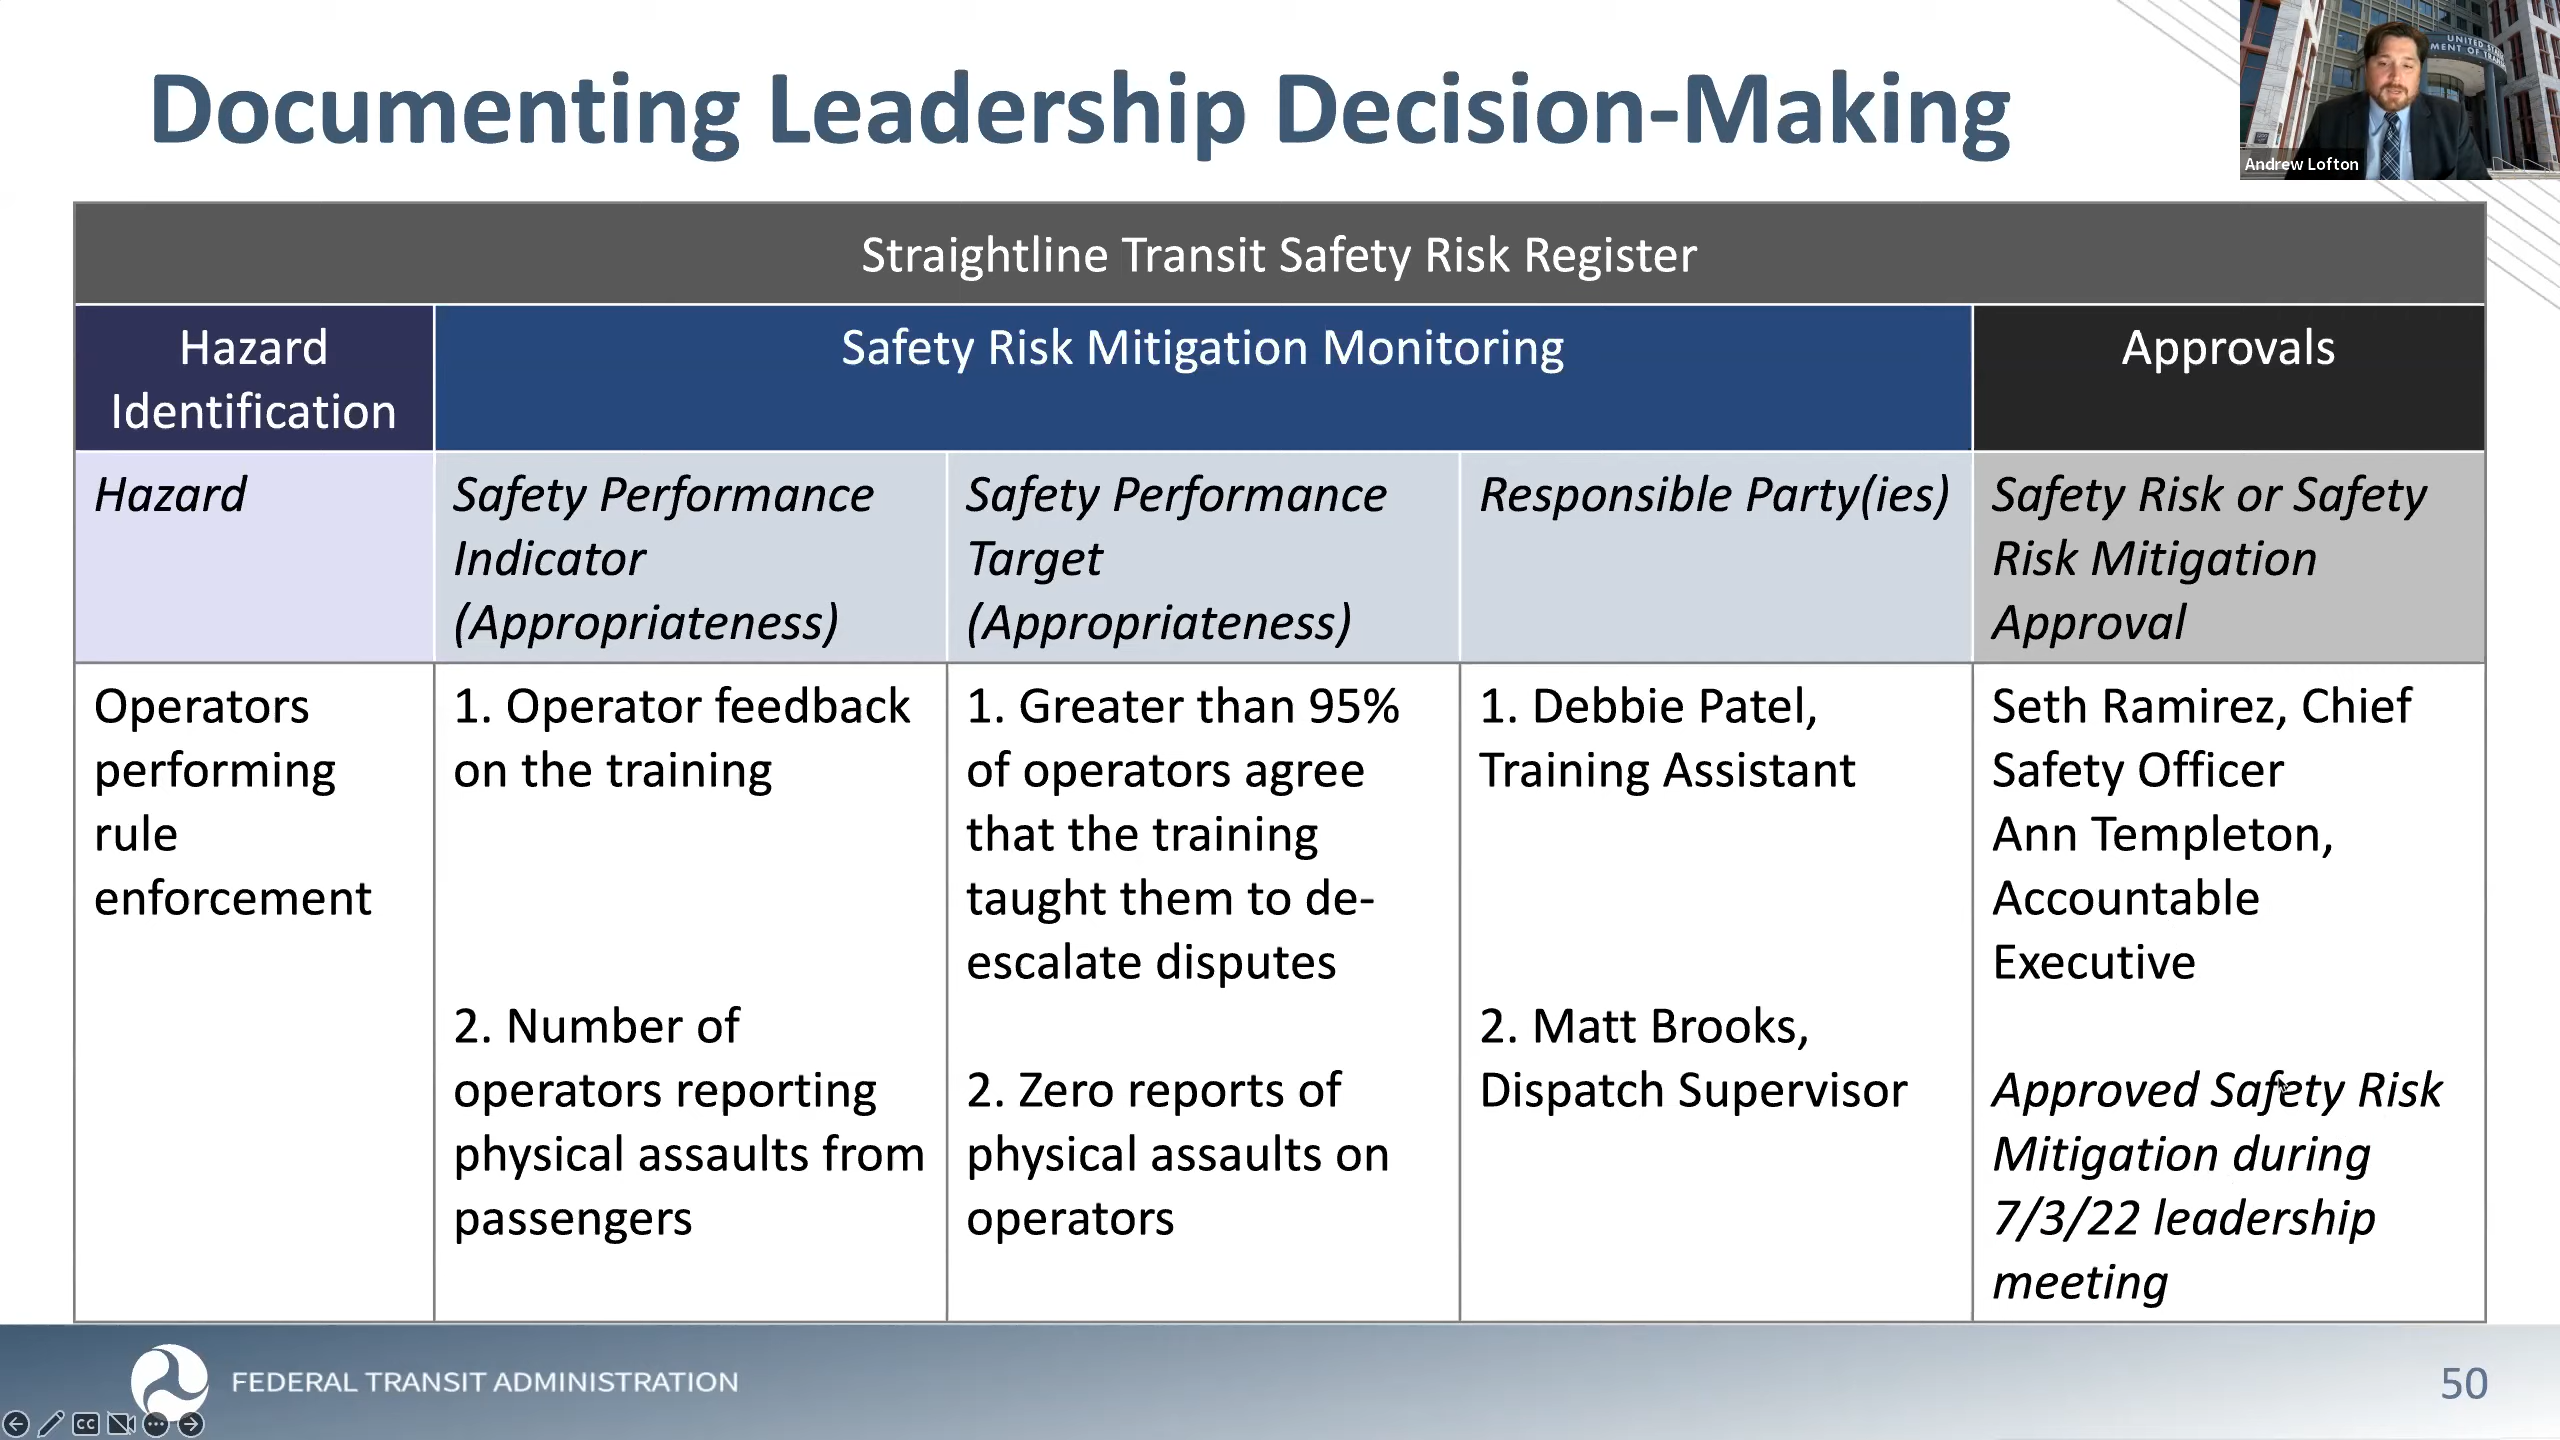 Documenting Leadership Decision-Making
UNITED
MENT OF
Andrew Lofton
Straightline Transit Safety Risk Register
Hazard
Identification
Safety Risk Mitigation Monitoring
Approvals
Hazard
Safety Performance
Indicator
(Appropriateness)
Safety Performance
Target
(Appropriateness)
Responsible Party(ies)
Safety Risk or Safety
Risk Mitigation
Approval
Operators
performing
rule
enforcement
1. Operator feedback
on the training
2. Number of
operators reporting
physical assaults from
passengers
1. Greater than 95%
of operators agree
that the training
taught them to de-
escalate disputes
2. Zero reports of
physical assaults on
operators
1. Debbie Patel,
Training Assistant
2. Matt Brooks,
Dispatch Supervisor
Seth Ramirez, Chief
Safety Officer
Ann Templeton,
Accountable
Executive
Approved Safety Risk
Mitigation during
7/3/22 leadership
meeting
FEDERAL TRANSIT ADMINISTRATION
50
CC